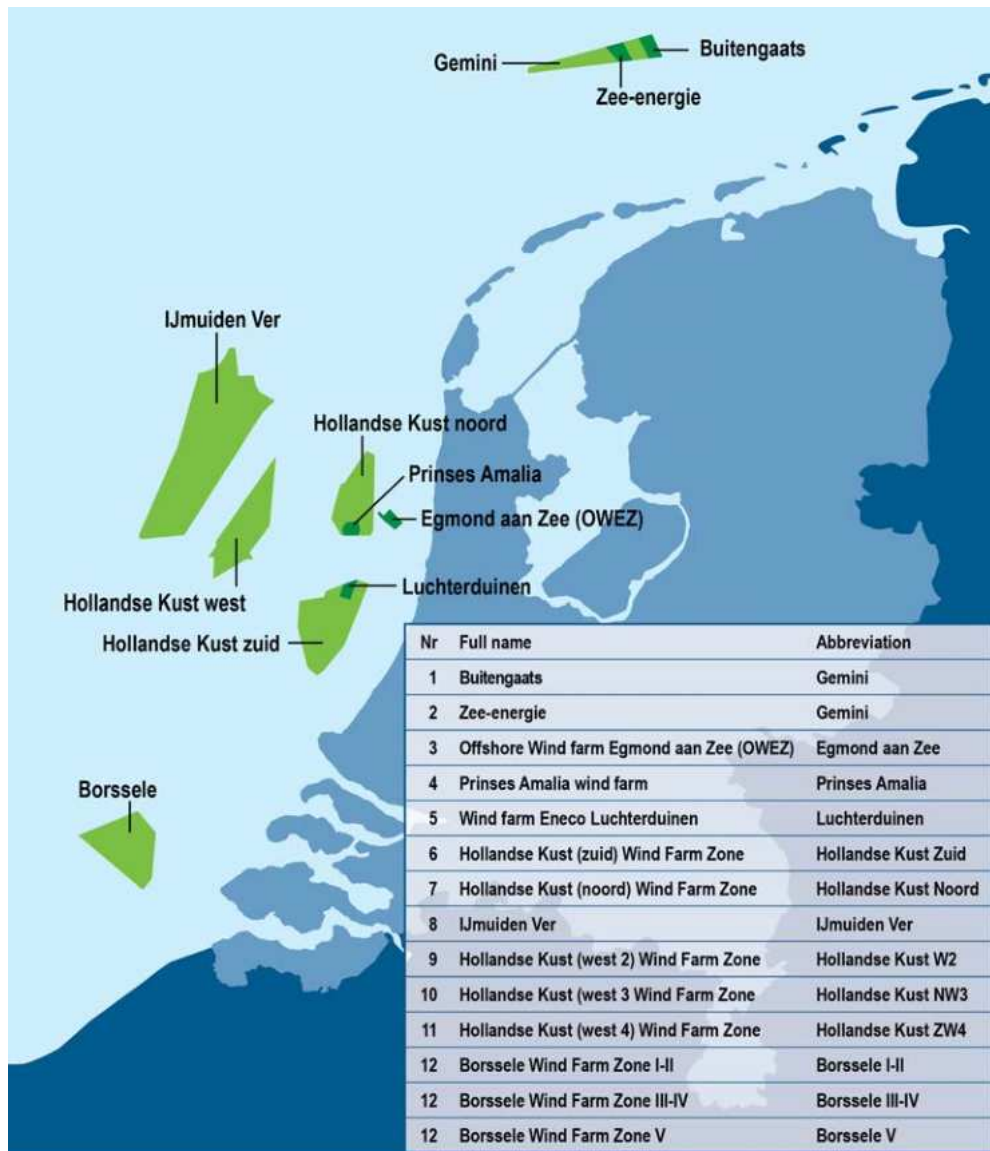 Buitengaats
Gemini
Zee-energie
IJmuiden Ver
Hollandse Kust noord
Prinses Amalia
Egmond aan Zee (OWEZ)
Luchterduinen
Hollandse Kust west
Hollandse Kust zuid
Borssele
Nr Full name Abbreviation
1 Buitengaats Gemini
2 Zee-energie Gemini
3 Offshore Wind farm Egmond aan Zee (OWEZ) Egmond aan Zee
4 Prinses Amalia wind farm Prinses Amalia
5 Wind farm Eneco Luchterduinen Luchterduinen
6 Hollandse Kust (zuid) Wind Farm Zone Hollandse Kust Zuid
7 Hollandse Kust (noord) Wind Farm Zone Hollandse Kust Noord
8 IJmuiden Ver IJmuiden Ver
9 Hollandse Kust (west 2) Wind Farm Zone Hollandse Kust W2
10 Hollandse Kust (west 3 Wind Farm Zone Hollandse Kust NW3
11 Hollandse Kust (west 4) Wind Farm Zone Hollandse Kust ZW4
12 Borssele Wind Farm Zone I-II Borssele I-II
12 Borssele Wind Farm Zone III-IV Borssele III-IV
12 Borssele Wind Farm Zone V Borssele V